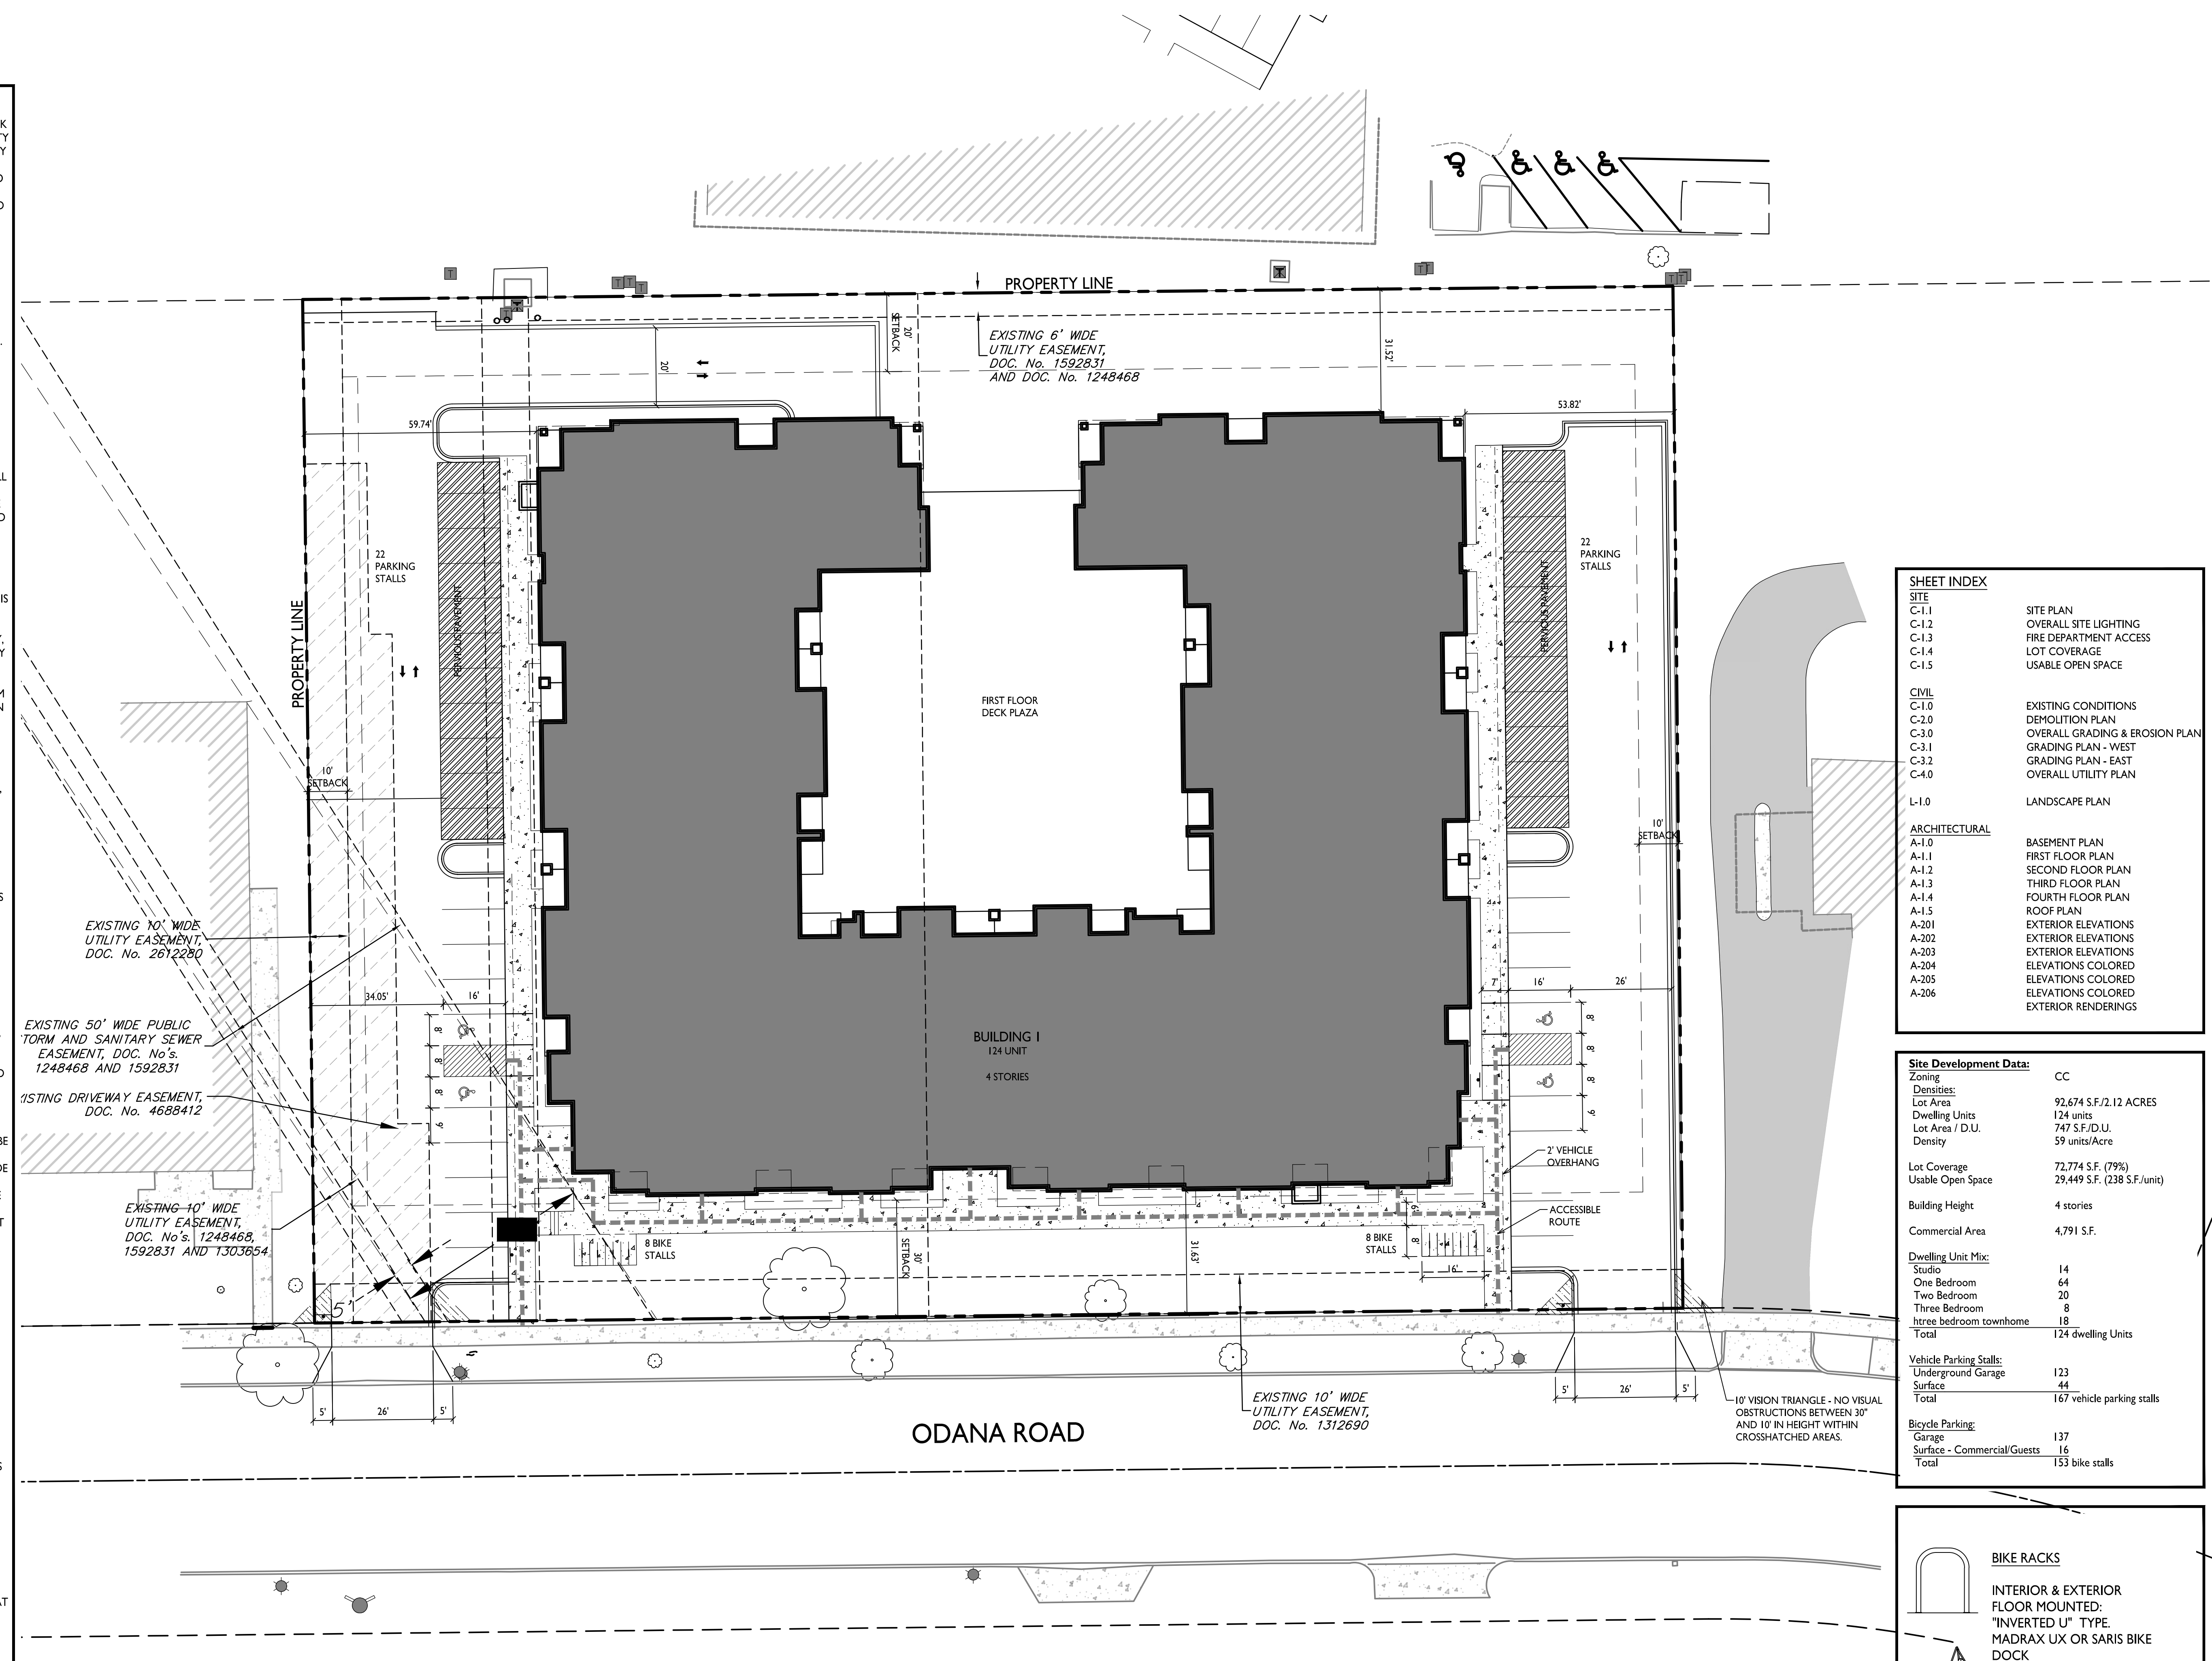 PROPERTY LINE
20'
SETBACK
EXISTING 6' WIDE
UTILITY EASEMENT,
DOC. No. 1592831
AND DOC. No. 1248468
31.52'
20'
59.74'
53.82'
22
PARKING
STALLS
PERVIOUS PAVEMENT
PROPERTY LINE
22
PARKING
STALLS
PERVIOUS PAVEMENT
FIRST FLOOR
DECK PLAZA
10'
SETBACK
10'
SETBACK
EXISTING 10' WIDE
UTILITY EASEMENT,
DOC. No. 2612280
34.05'
16'
7'
16'
26'
EXISTING 50' WIDE PUBLIC
TORM AND SANITARY SEWER
EASEMENT, DOC. No's.
1248468 AND 1592831
8'
8'
8'
9'
8'
8'
8'
9'
BUILDING 1
124 UNIT
4 STORIES
ISTING DRIVEWAY EASEMENT,
DOC. No. 4688412
2' VEHICLE
OVERHANG
EXISTING 10' WIDE
UTILITY EASEMENT,
DOC. No's. 1248468,
1592831 AND 1303654
ACCESSIBLE
ROUTE
8 BIKE
STALLS
30'
SETBACK
31.63'
8 BIKE
STALLS
6'
8'
16'
5'
5'
26'
5'
EXISTING 10' WIDE
UTILITY EASEMENT,
DOC. No. 1312690
5'
26'
5'
10' VISION TRIANGLE - NO VISUAL
OBSTRUCTIONS BETWEEN 30"
AND 10' IN HEIGHT WITHIN
CROSSHATCHED AREAS.
ODANA ROAD
SHEET INDEX
SITE
C-1.1 SITE PLAN
C-1.2 OVERALL SITE LIGHTING
C-1.3 FIRE DEPARTMENT ACCESS
C-1.4 LOT COVERAGE
C-1.5 USABLE OPEN SPACE
CIVIL
C-1.0 EXISTING CONDITIONS
C-2.0 DEMOLITION PLAN
C-3.0 OVERALL GRADING & EROSION PLAN
C-3.1 GRADING PLAN - WEST
C-3.2 GRADING PLAN - EAST
C-4.0 OVERALL UTILITY PLAN
L-1.0 LANDSCAPE PLAN
ARCHITECTURAL
A-1.0 BASEMENT PLAN
A-1.1 FIRST FLOOR PLAN
A-1.2 SECOND FLOOR PLAN
A-1.3 THIRD FLOOR PLAN
A-1.4 FOURTH FLOOR PLAN
A-1.5 ROOF PLAN
A-201 EXTERIOR ELEVATIONS
A-202 EXTERIOR ELEVATIONS
A-203 EXTERIOR ELEVATIONS
A-204 ELEVATIONS COLORED
A-205 ELEVATIONS COLORED
A-206 ELEVATIONS COLORED
EXTERIOR RENDERINGS
Site Development Data:
Zoning CC
Densities:
Lot Area 92,674 S.F./2.12 ACRES
Dwelling Units 124 units
Lot Area / D.U. 747 S.F./D.U.
Density 59 units/Acre
Lot Coverage 72,774 S.F. (79%)
Usable Open Space 29,449 S.F. (238 S.F./unit)
Building Height 4 stories
Commercial Area 4,791 S.F.
Dwelling Unit Mix:
Studio 14
One Bedroom 64
Two Bedroom 20
Three Bedroom 8
htree bedroom townhome 18
Total 124 dwelling Units
Vehicle Parking Stalls:
Underground Garage 123
Surface 44
Total 167 vehicle parking stalls
Bicycle Parking:
Garage 137
Surface - Commercial/Guests 16
Total 153 bike stalls
BIKE RACKS
INTERIOR & EXTERIOR
FLOOR MOUNTED:
"INVERTED U" TYPE.
MADRAX UX OR SARIS BIKE
DOCK